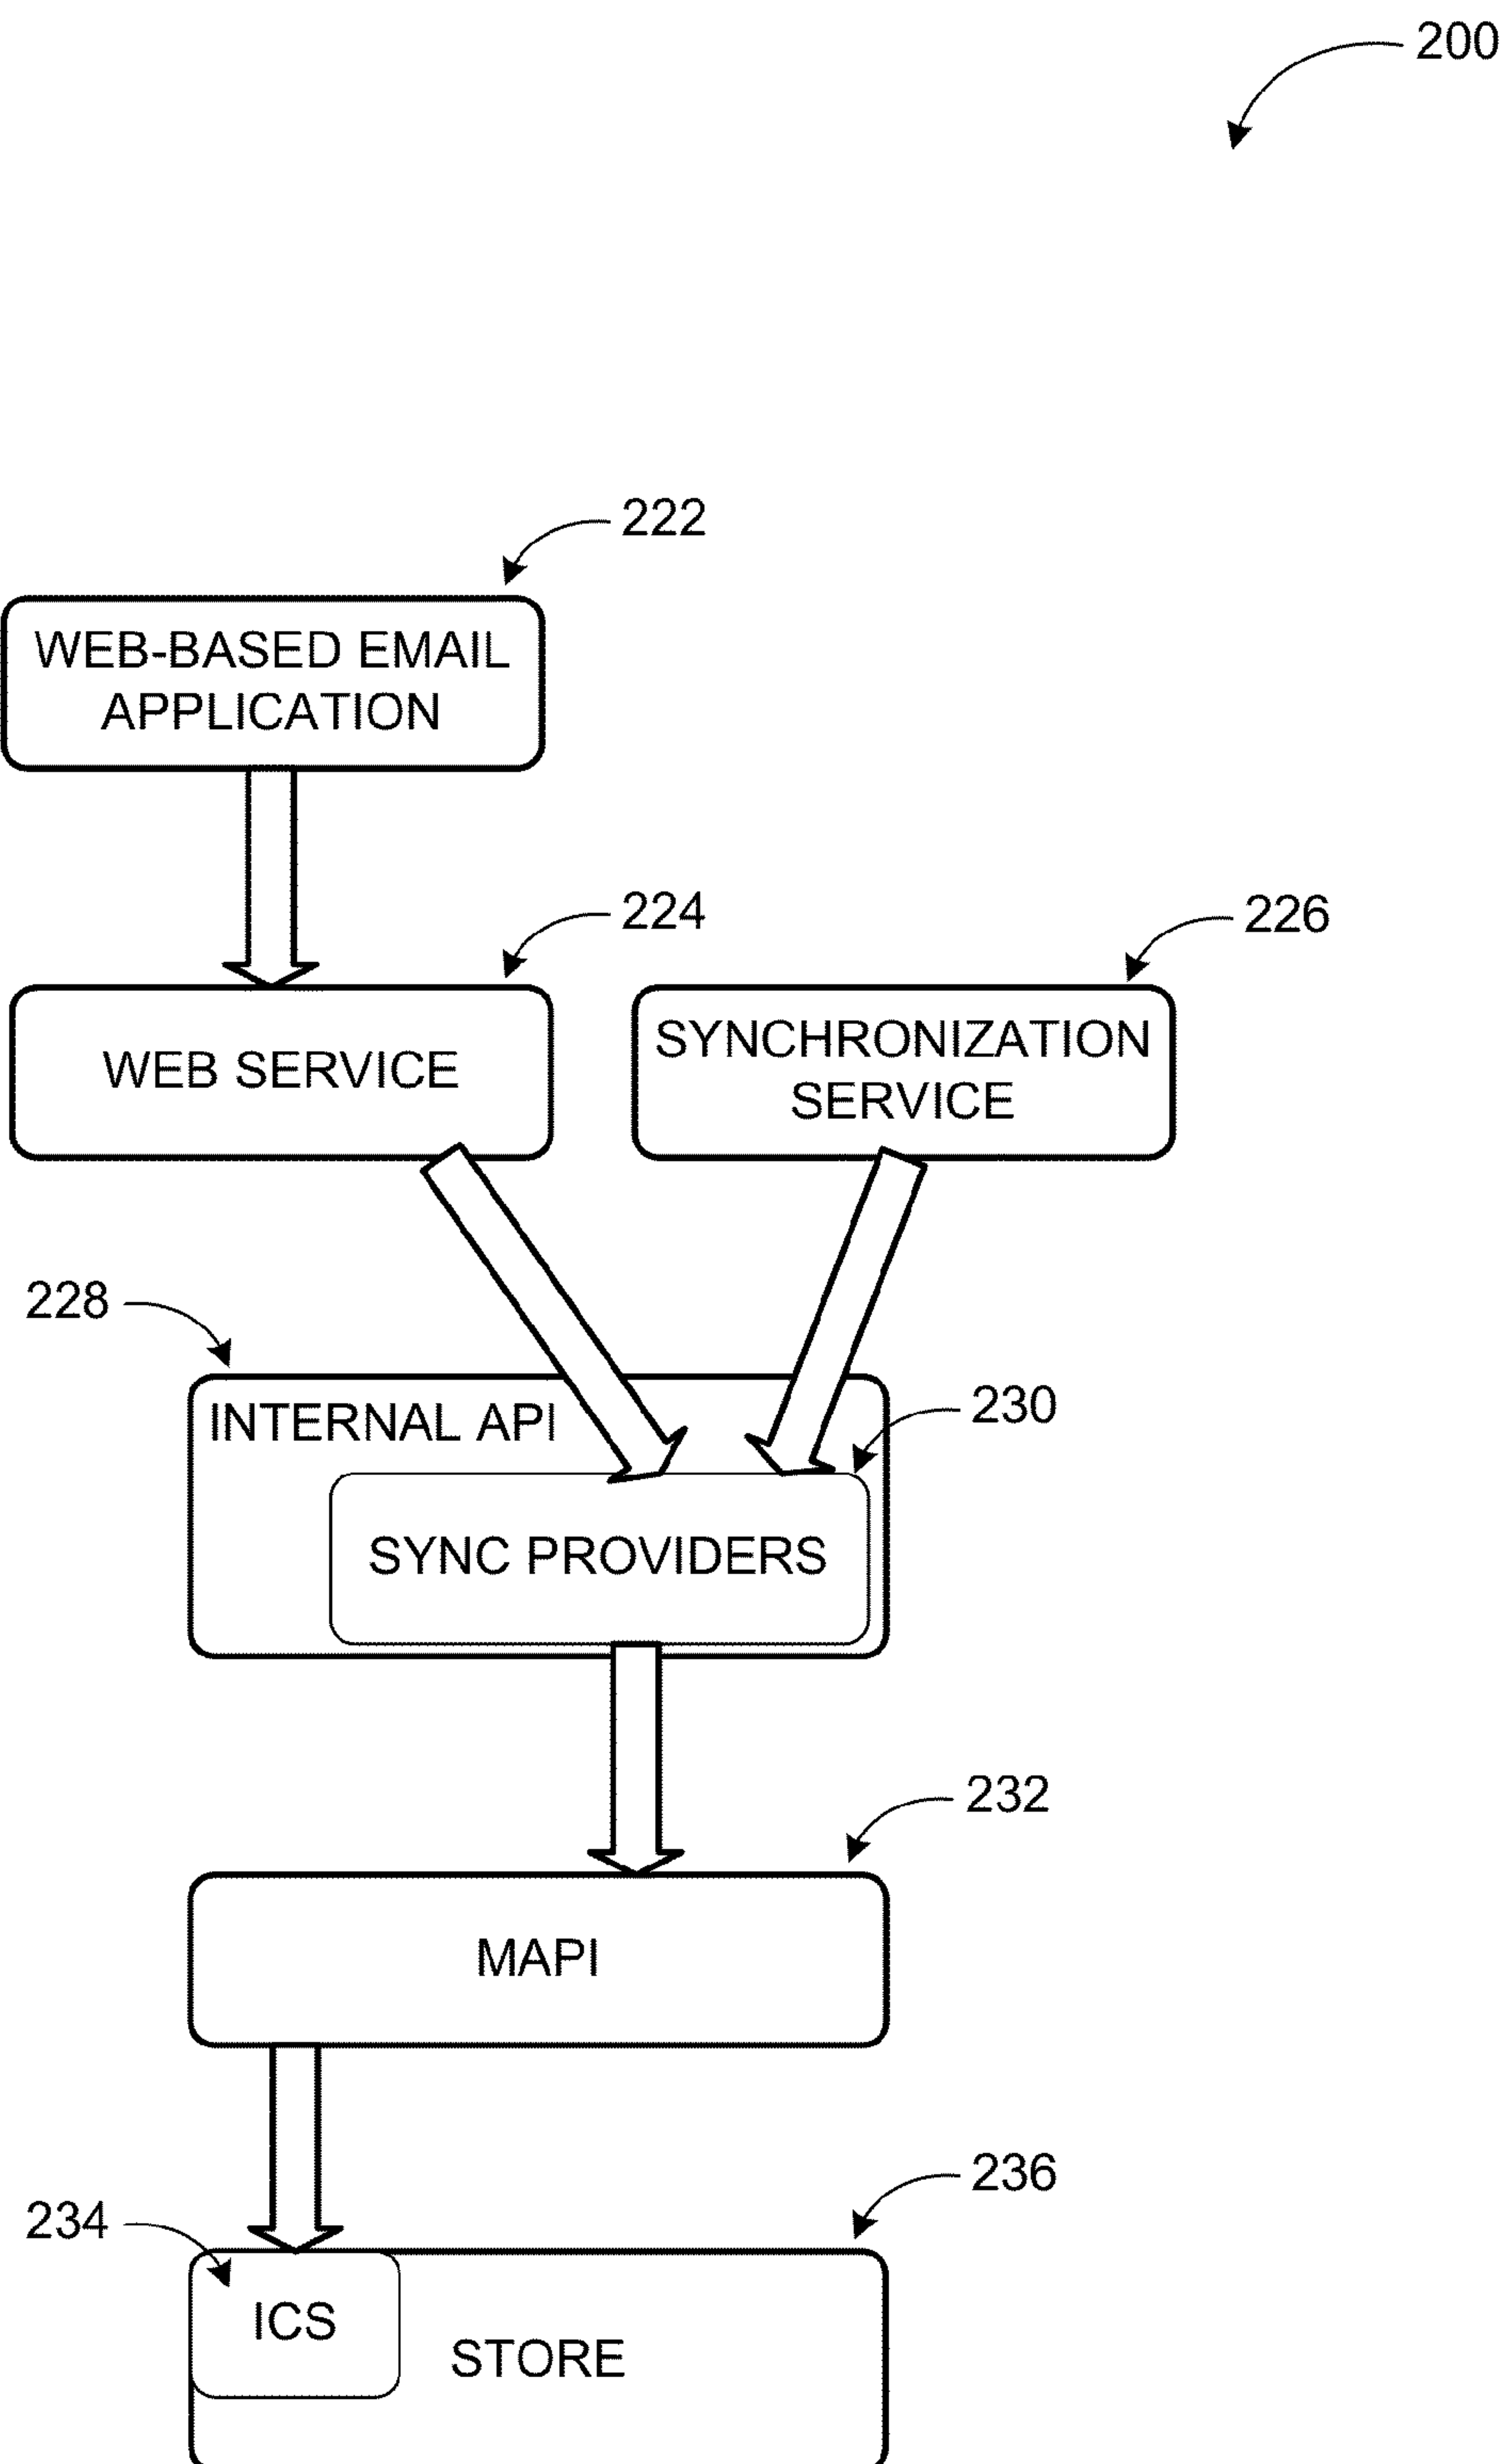 200
222
WEB-BASED EMAIL
APPLICATION
224
226
WEB SERVICE
SYNCHRONIZATION
SERVICE
228
INTERNAL API
230
SYNC PROVIDERS
232
MAPI
234
236
ICS
STORE